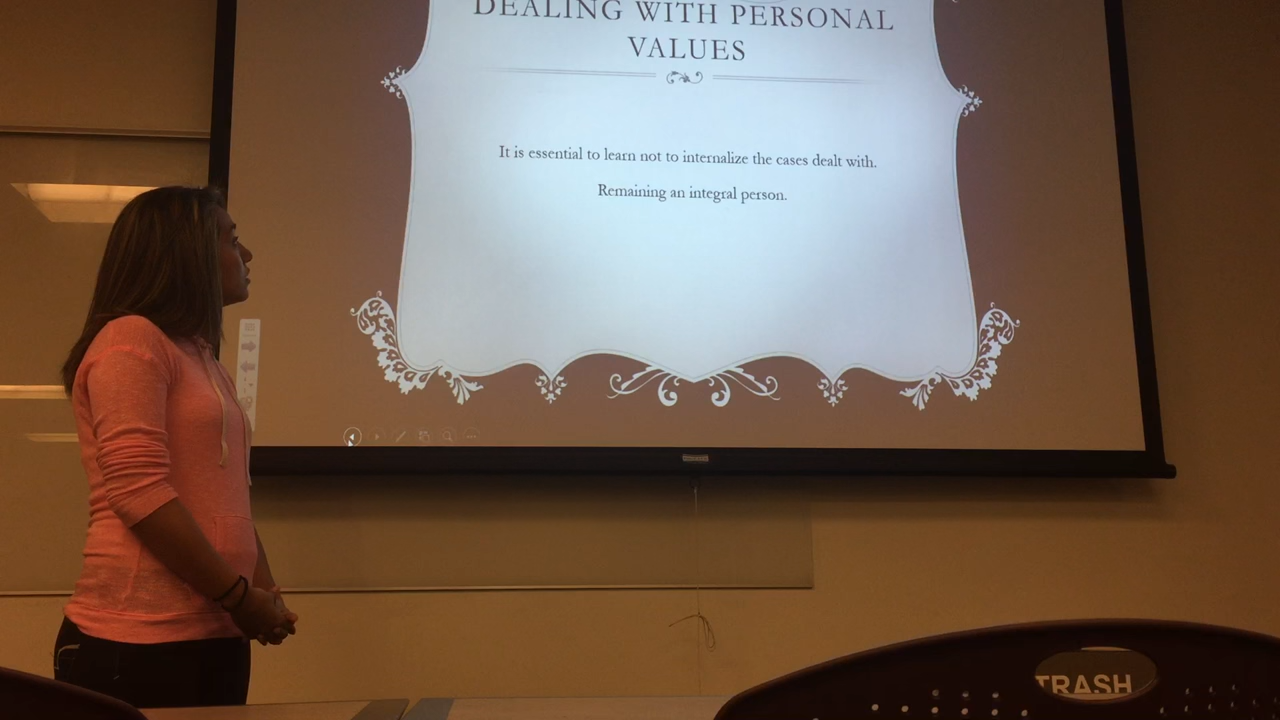 DEALING WITH PERSONAL
VALUES
It is essential to learn not to internalize the cases dealt with.
Remaining an integral person.
TRASH